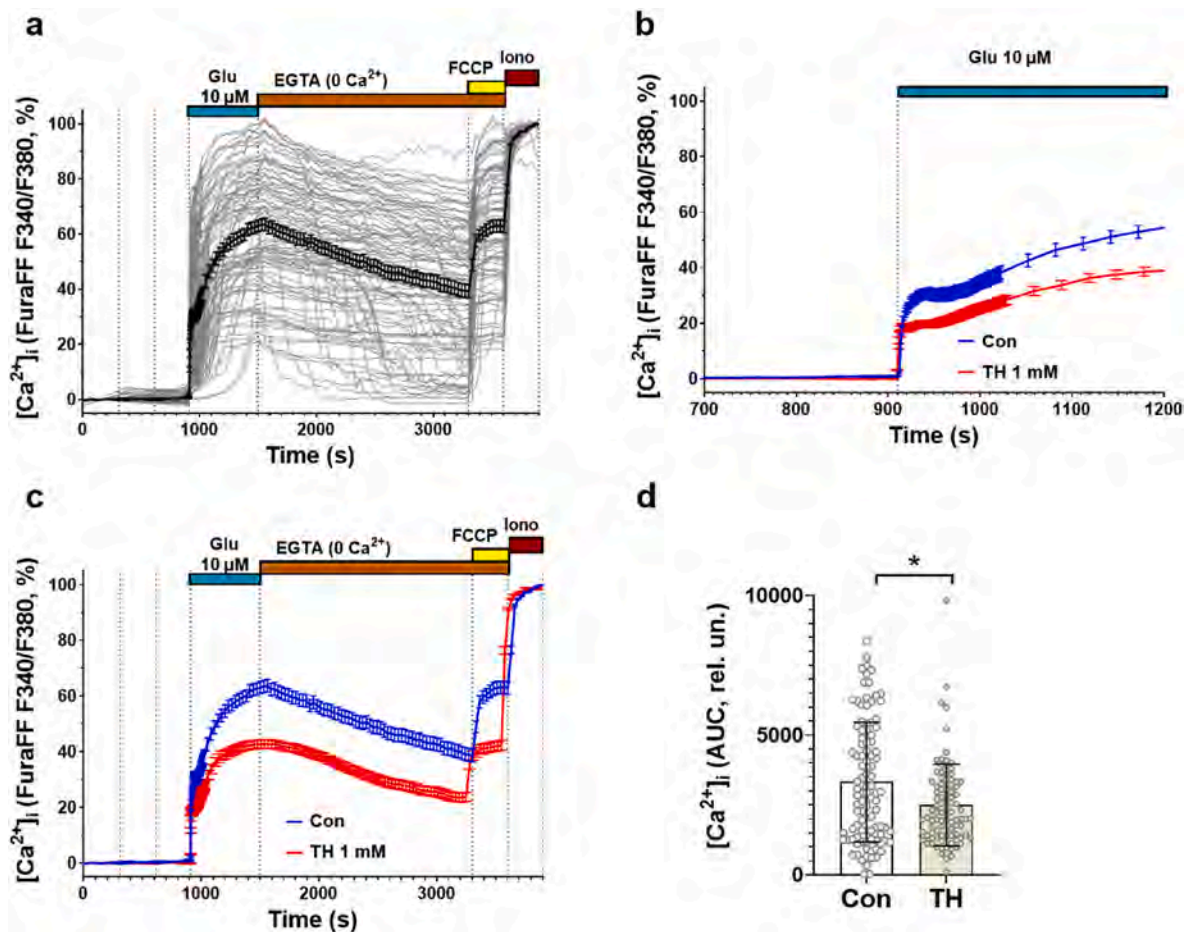 a
Glu
10 µM
EGTA (0 Ca²⁺)
FCCP
Iono
[Ca²⁺]ᵢ (FuraFF F340/F380, %)
100
80
60
40
20
0
0
1000
2000
3000
Time (s)
b
Glu 10 µM
[Ca²⁺]ᵢ (FuraFF F340/F380, %)
100
80
60
40
20
0
Con
TH 1 mM
700
800
900
1000
1100
1200
Time (s)
c
Glu
10 µM
EGTA (0 Ca²⁺)
FCCP
Iono
[Ca²⁺]ᵢ (FuraFF F340/F380, %)
100
80
60
40
20
0
Con
TH 1 mM
0
1000
2000
3000
Time (s)
d
*
[Ca²⁺]ᵢ (AUC, rel. un.)
10000
5000
0
Con
TH